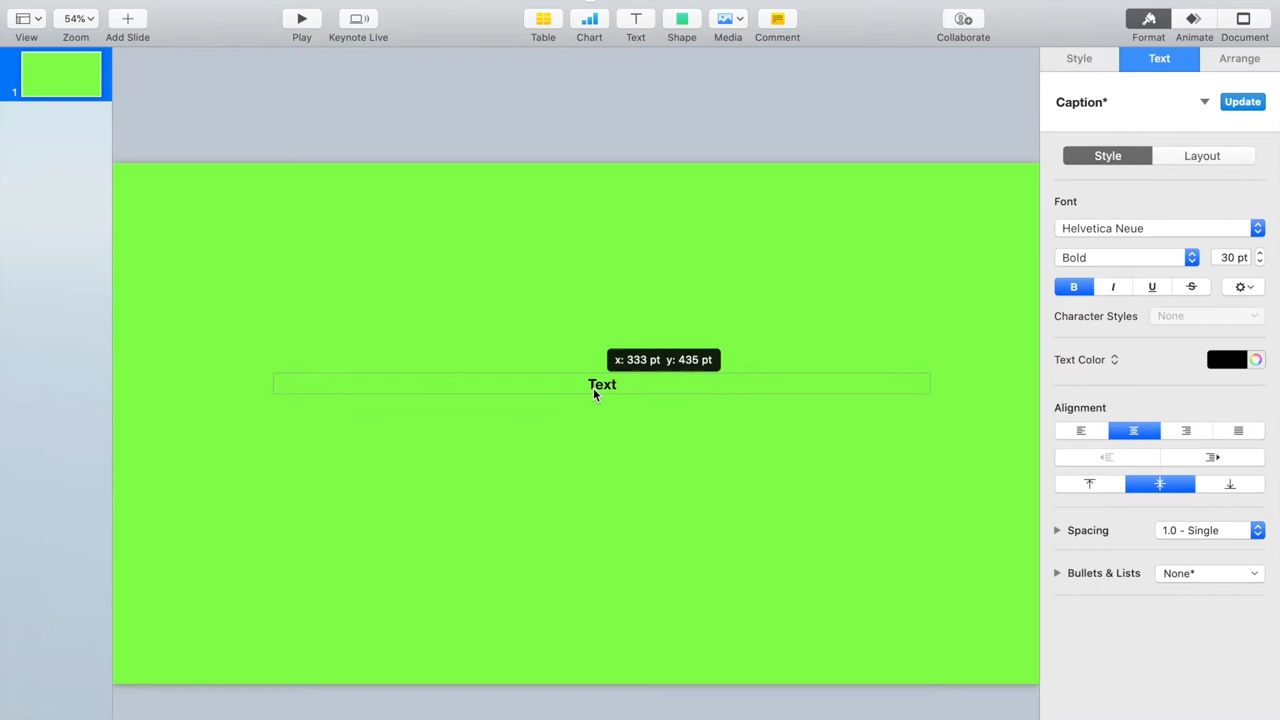 54%
View
Zoom
Add Slide
Play
Keynote Live
Table
Chart
Text
Shape
Media
Comment
Collaborate
Format
Animate
Document
1
Style
Text
Arrange
Caption*
Update
Style
Layout
Font
Helvetica Neue
Bold
30 pt
B
I
U
S
Character Styles
None
Text Color
Alignment
Spacing
1.0 - Single
Bullets & Lists
None*
x: 333 pt y: 435 pt
Text